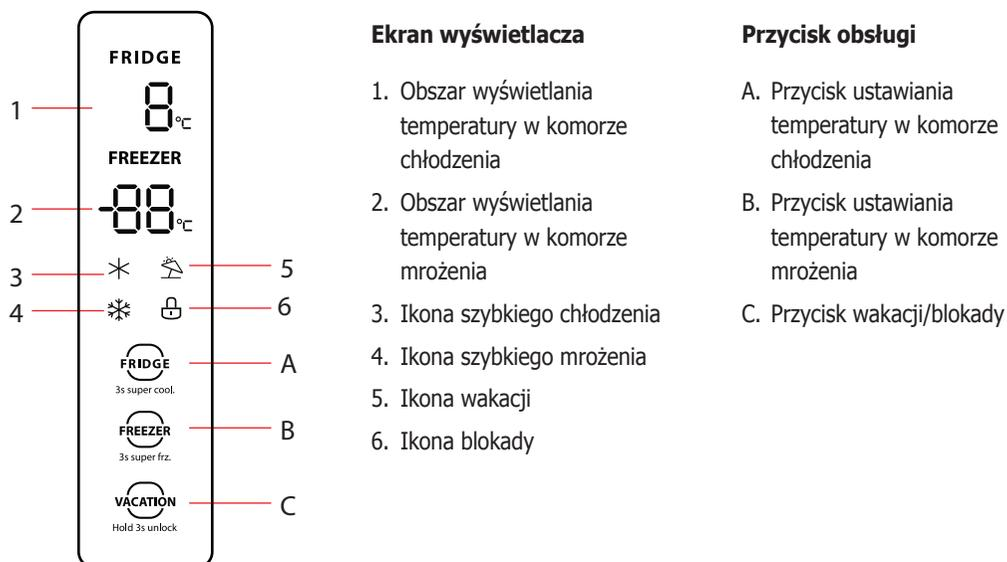 FRIDGE
1
8°C
FREEZER
2
-88°C
3
5
4
6
FRIDGE
A
3s super cool.
FREEZER
B
3s super frz.
VACATION
C
Hold 3s unlock
Ekran wyświetlacza
1. Obszar wyświetlania
temperatury w komorze
chłodzenia
2. Obszar wyświetlania
temperatury w komorze
mrożenia
3. Ikona szybkiego chłodzenia
4. Ikona szybkiego mrożenia
5. Ikona wakacji
6. Ikona blokady
Przycisk obsługi
A. Przycisk ustawiania
temperatury w komorze
chłodzenia
B. Przycisk ustawiania
temperatury w komorze
mrożenia
C. Przycisk wakacji/blokady